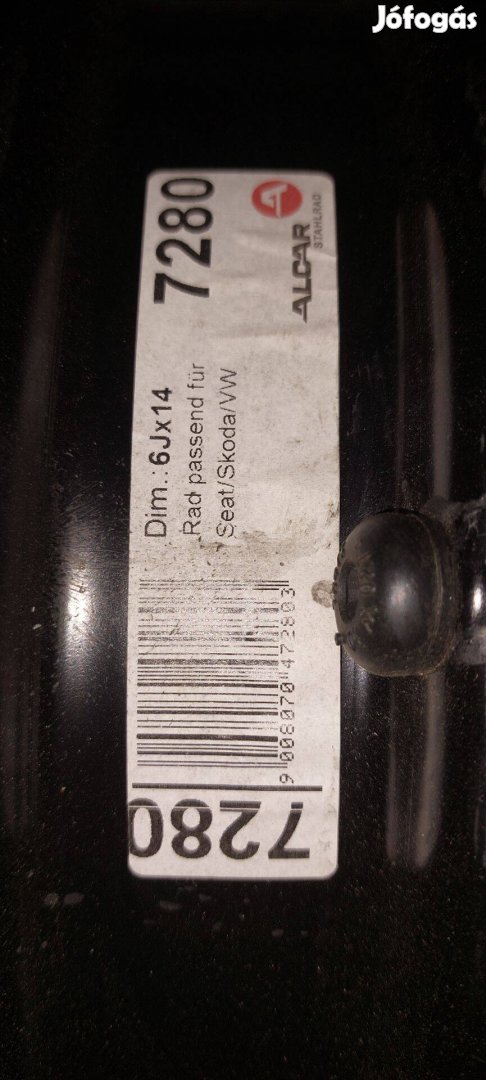 Jófogás
7280
ALCAR
STAHLRAD
Dim.: 6Jx14
Rad passend für
Seat/Skoda/VW
9 008070 472803
7280